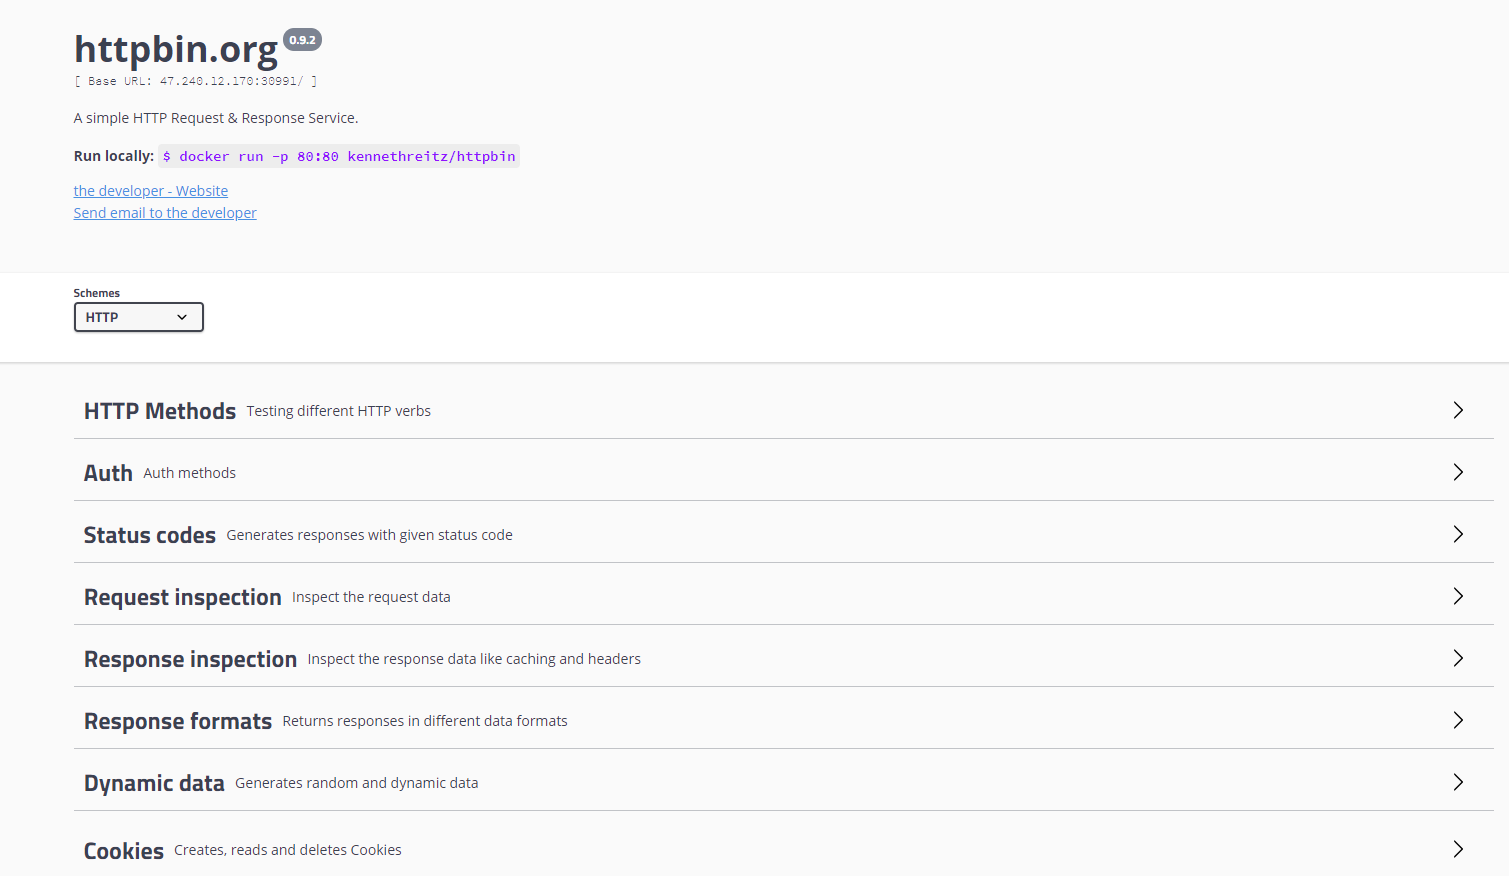 httpbin.org 0.9.2
[ Base URL: 47.240.12.170:30991/ ]
A simple HTTP Request & Response Service.
Run locally: $ docker run -p 80:80 kennethreitz/httpbin
the developer - Website
Send email to the developer
Schemes
HTTP
HTTP Methods Testing different HTTP verbs
Auth Auth methods
Status codes Generates responses with given status code
Request inspection Inspect the request data
Response inspection Inspect the response data like caching and headers
Response formats Returns responses in different data formats
Dynamic data Generates random and dynamic data
Cookies Creates, reads and deletes Cookies